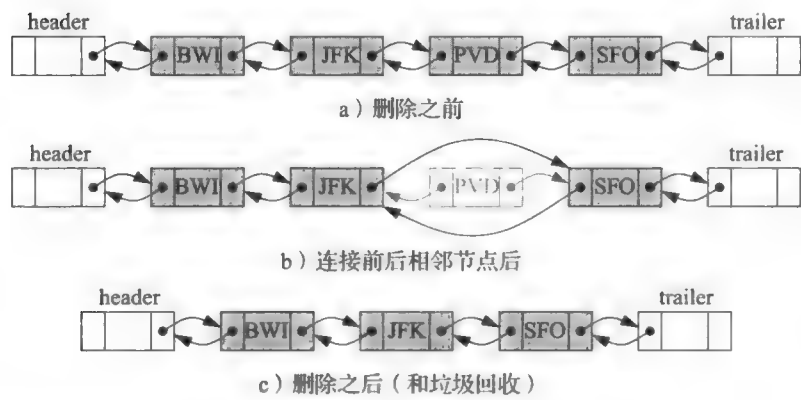 header trailer
BWI JFK PVD SFO
a）删除之前
header trailer
BWI JFK PVD SFO
b）连接前后相邻节点后
header trailer
BWI JFK SFO
c）删除之后（和垃圾回收）